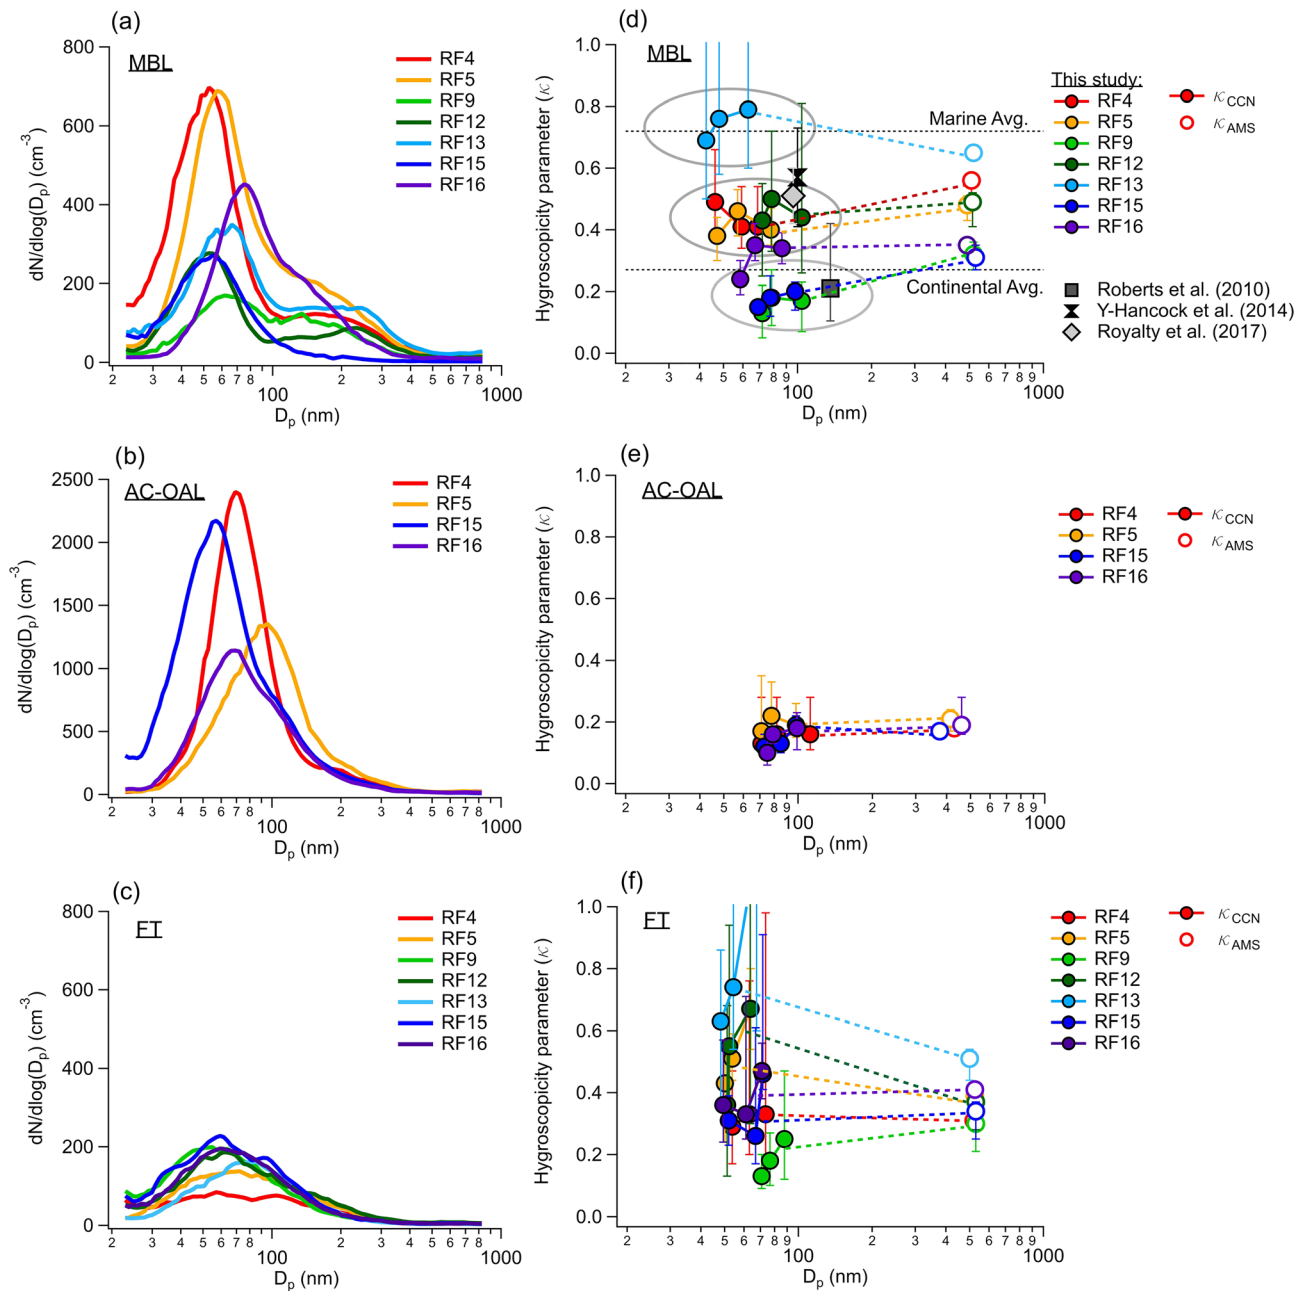 (a)
MBL
800
600
400
200
0
dN/dlog(Dp) (cm-3)
RF4
RF5
RF9
RF12
RF13
RF15
RF16
2 3 4 5 6 7 8 100 2 3 4 5 6 7 8 1000
Dp (nm)
(d)
MBL
1.0
0.8
0.6
0.4
0.2
0.0
Hygroscopicity parameter (κ)
Marine Avg.
Continental Avg.
This study:
RF4
RF5
RF9
RF12
RF13
RF15
RF16
κCCN
κAMS
Roberts et al. (2010)
Y-Hancock et al. (2014)
Royalty et al. (2017)
2 3 4 5 6 7 8 9 100 2 3 4 5 6 7 8 9 1000
Dp (nm)
(b)
AC-OAL
2500
2000
1500
1000
500
0
dN/dlog(Dp) (cm-3)
RF4
RF5
RF15
RF16
2 3 4 5 6 7 8 100 2 3 4 5 6 7 8 1000
Dp (nm)
(e)
AC-OAL
1.0
0.8
0.6
0.4
0.2
0.0
Hygroscopicity parameter (κ)
RF4
RF5
RF15
RF16
κCCN
κAMS
2 3 4 5 6 7 8 9 100 2 3 4 5 6 7 8 9 1000
Dp (nm)
(c)
FT
800
600
400
200
0
dN/dlog(Dp) (cm-3)
RF4
RF5
RF9
RF12
RF13
RF15
RF16
2 3 4 5 6 7 8 100 2 3 4 5 6 7 8 1000
Dp (nm)
(f)
FT
1.0
0.8
0.6
0.4
0.2
0.0
Hygroscopicity parameter (κ)
RF4
RF5
RF9
RF12
RF13
RF15
RF16
κCCN
κAMS
2 3 4 5 6 7 8 9 100 2 3 4 5 6 7 8 9 1000
Dp (nm)